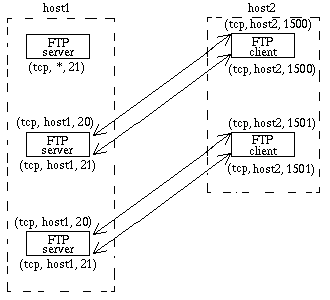 host1
host2
(tcp, host2, 1500)
FTP
server
FTP
client
(tcp, *, 21)
(tcp, host2, 1500)
(tcp, host1, 20)
(tcp, host2, 1501)
FTP
server
FTP
client
(tcp, host1, 21)
(tcp, host2, 1501)
(tcp, host1, 20)
FTP
server
(tcp, host1, 21)